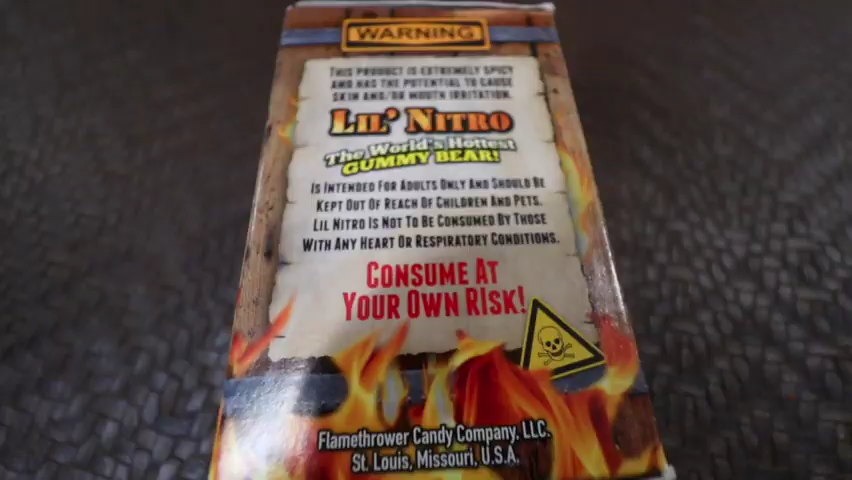 WARNING
THIS PRODUCT IS EXTREMELY SPICY
AND HAS THE POTENTIAL TO CAUSE
SKIN AND/OR MOUTH IRRITATION.
LIL' NITRO
The World's Hottest
GUMMY BEAR!
IS INTENDED FOR ADULTS ONLY AND SHOULD BE
KEPT OUT OF REACH OF CHILDREN AND PETS.
LIL NITRO IS NOT TO BE CONSUMED BY THOSE
WITH ANY HEART OR RESPIRATORY CONDITIONS.
CONSUME AT
YOUR OWN RISK!
Flamethrower Candy Company, LLC.
St. Louis, Missouri, U.S.A.